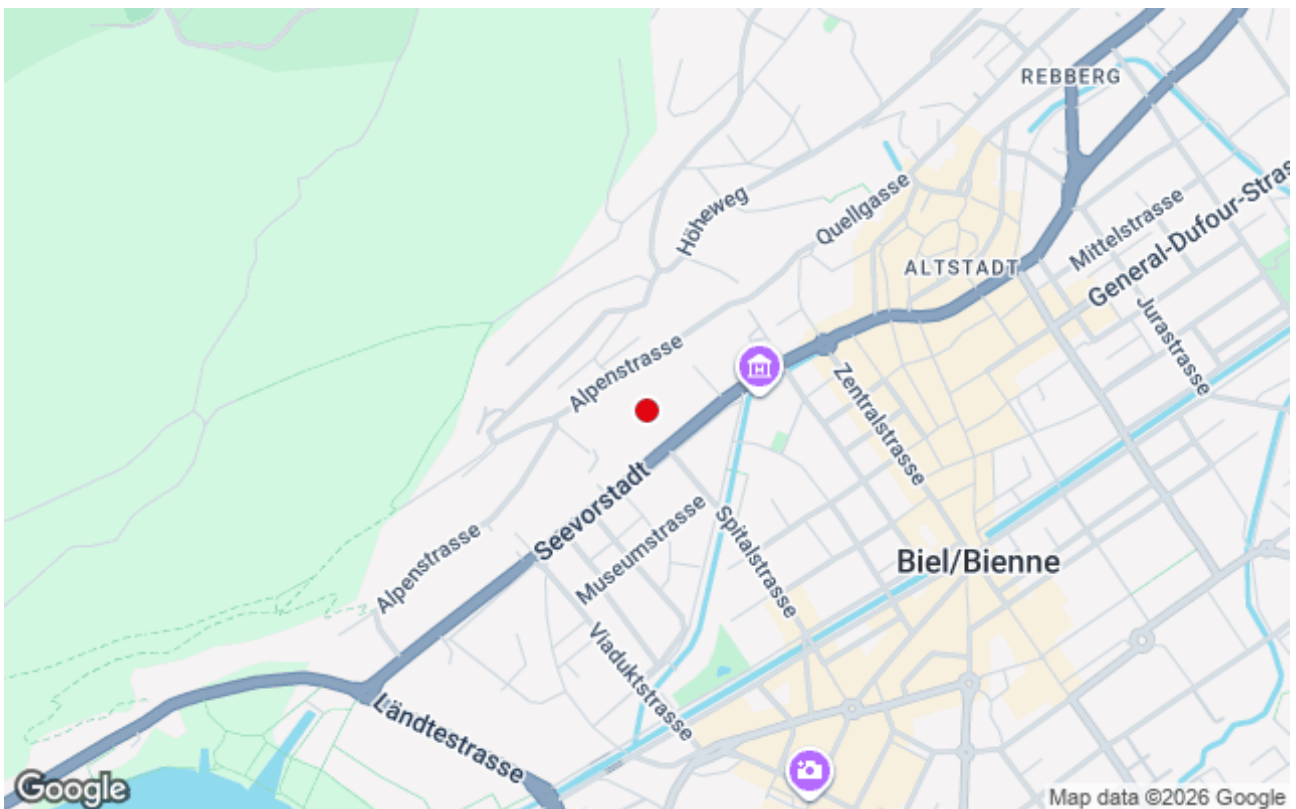 REBBERG
Höheweg
Quellgasse
Mittelstrasse
General-Dufour-Stras
ALTSTADT
Jurastrasse
Alpenstrasse
Zentralstrasse
Seevorstadt
Spitalstrasse
Museumstrasse
Biel/Bienne
Alpenstrasse
Viaduktstrasse
Ländtestrasse
Google
Map data ©2026 Google